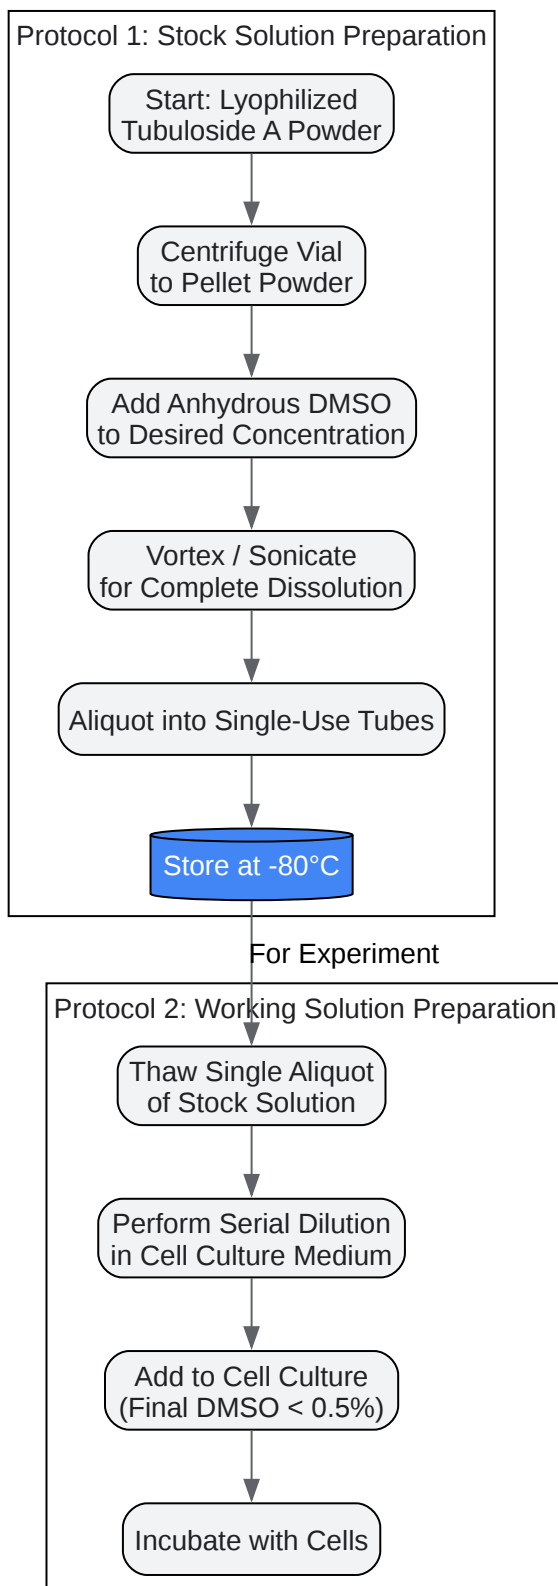 Protocol 1: Stock Solution Preparation
Start: Lyophilized
Tubuloside A Powder
Centrifuge Vial
to Pellet Powder
Add Anhydrous DMSO
to Desired Concentration
Vortex / Sonicate
for Complete Dissolution
Aliquot into Single-Use Tubes
Store at -80°C
For Experiment
Protocol 2: Working Solution Preparation
Thaw Single Aliquot
of Stock Solution
Perform Serial Dilution
in Cell Culture Medium
Add to Cell Culture
(Final DMSO < 0.5%)
Incubate with Cells